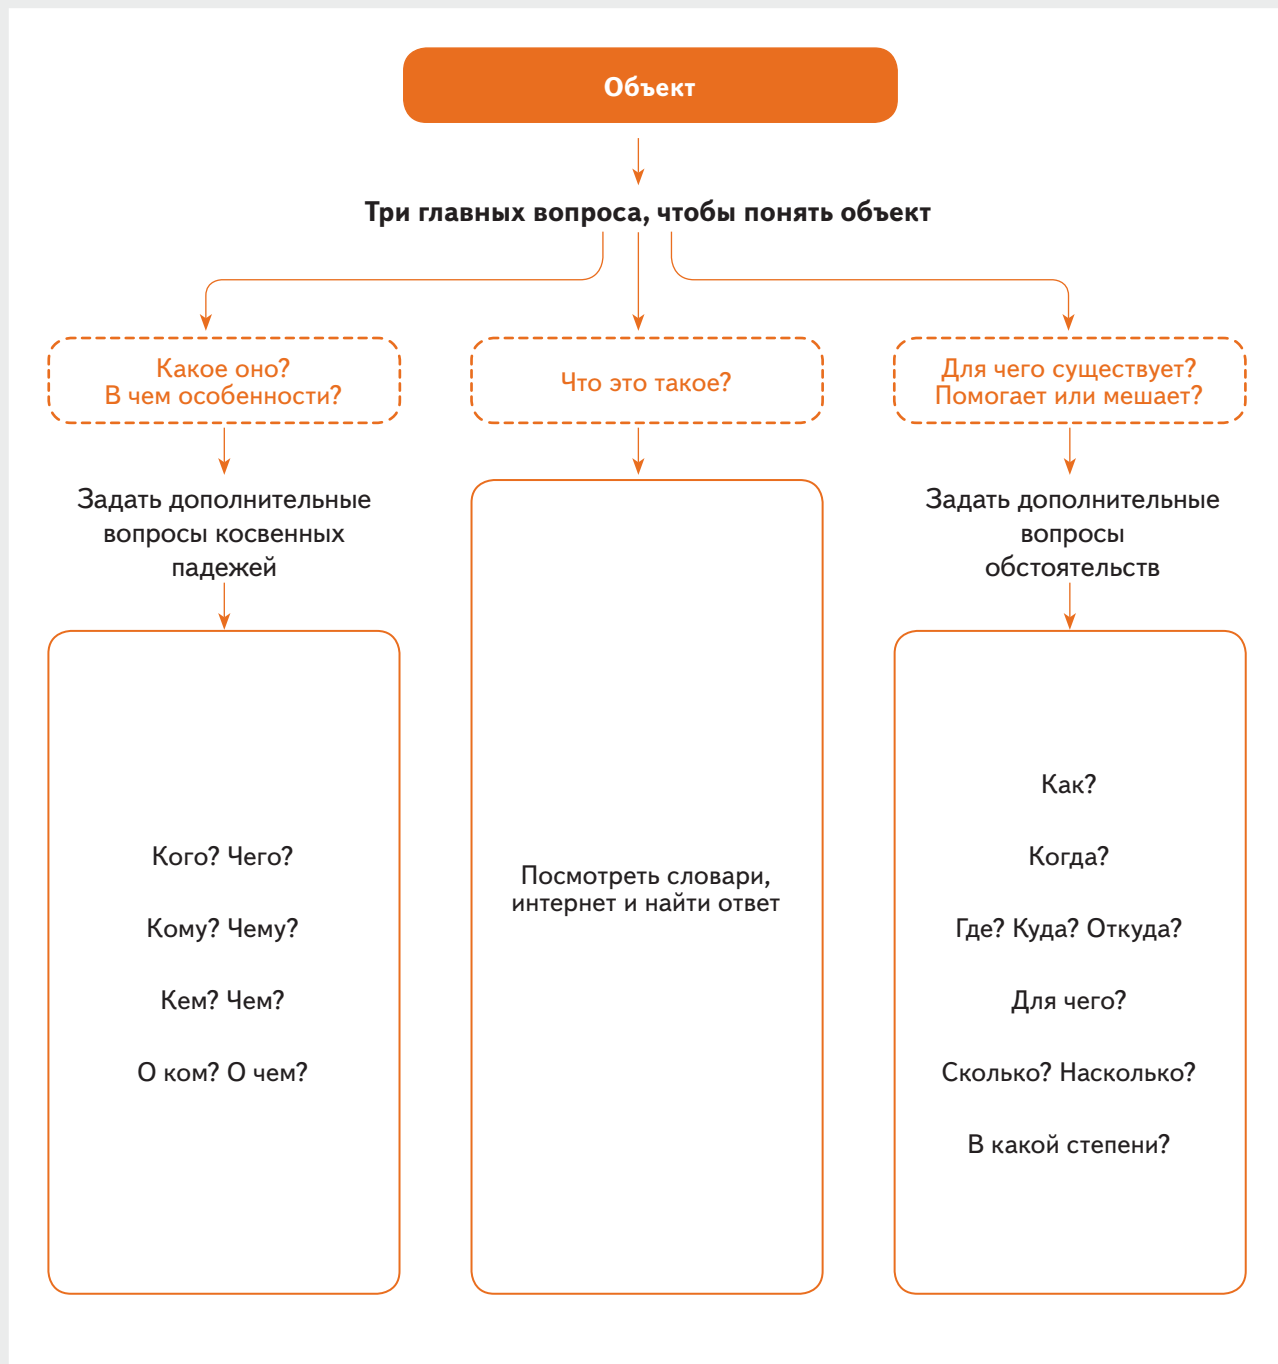 Объект
Три главных вопроса, чтобы понять объект
Какое оно?
В чем особенности?
Задать дополнительные
вопросы косвенных
падежей
Кого? Чего?
Кому? Чему?
Кем? Чем?
О ком? О чем?
Что это такое?
Посмотреть словари,
интернет и найти ответ
Для чего существует?
Помогает или мешает?
Задать дополнительные
вопросы
обстоятельств
Как?
Когда?
Где? Куда? Откуда?
Для чего?
Сколько? Насколько?
В какой степени?